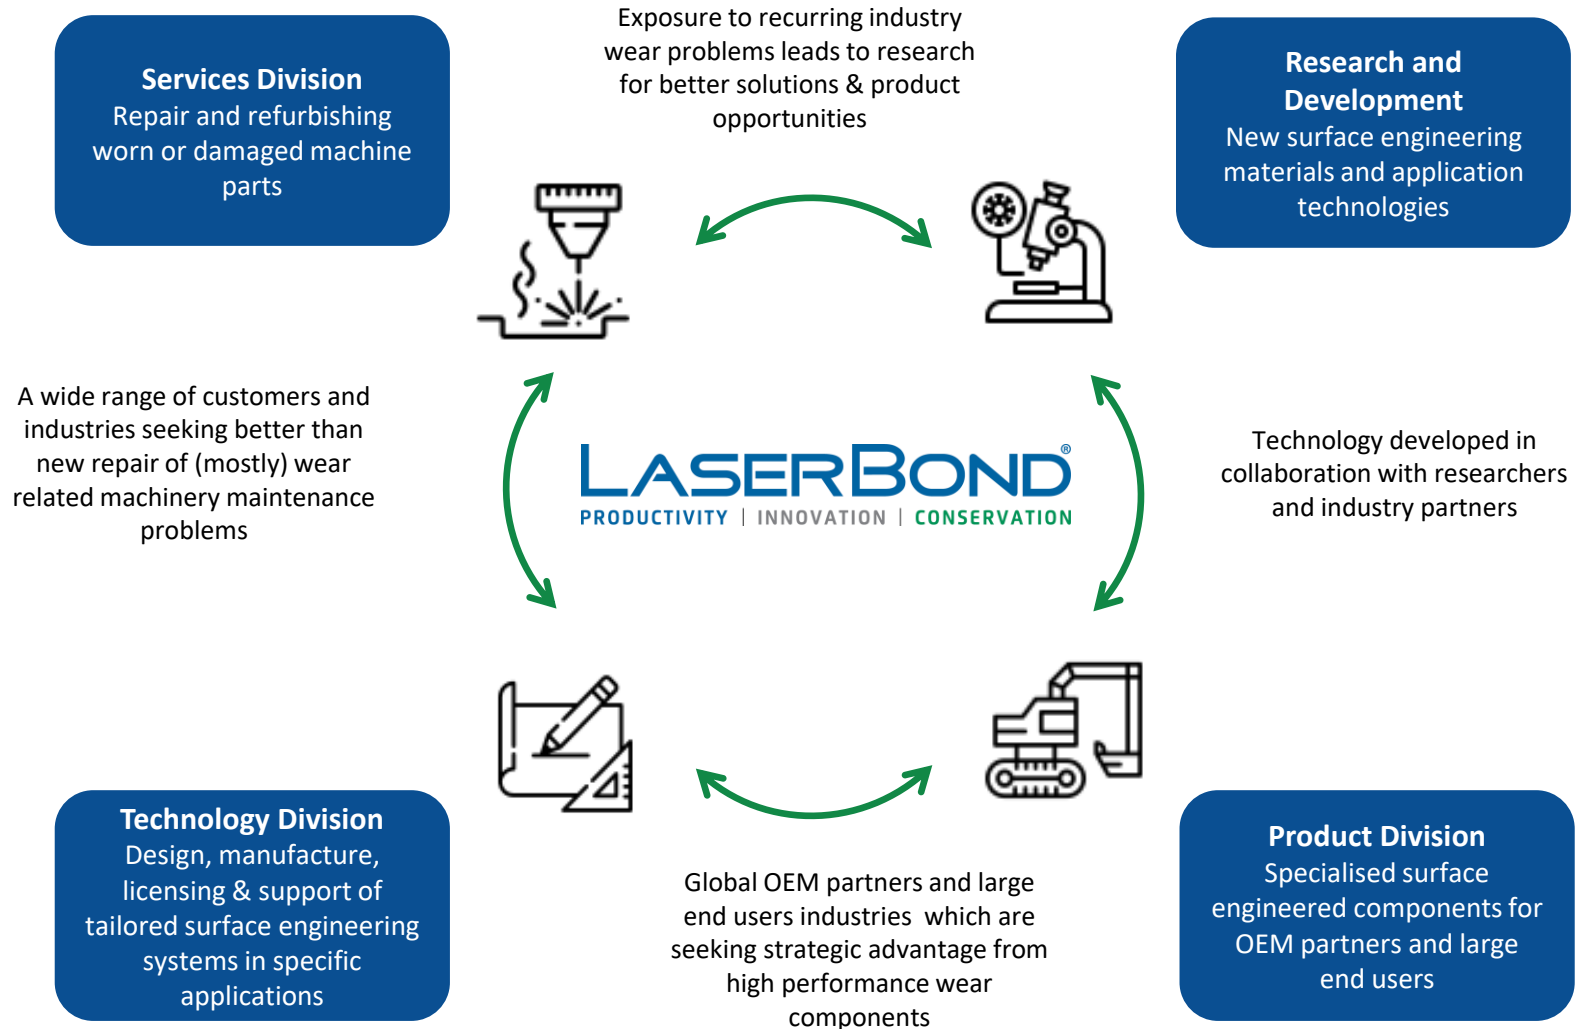 Services Division
Repair and refurbishing
worn or damaged machine
parts
Exposure to recurring industry
wear problems leads to research
for better solutions & product
opportunities
Research and
Development
New surface engineering
materials and application
technologies
A wide range of customers and
industries seeking better than
new repair of (mostly) wear
related machinery maintenance
problems
LASERBOND®
PRODUCTIVITY | INNOVATION | CONSERVATION
Technology developed in
collaboration with researchers
and industry partners
Technology Division
Design, manufacture,
licensing & support of
tailored surface engineering
systems in specific
applications
Global OEM partners and large
end users industries which are
seeking strategic advantage from
high performance wear
components
Product Division
Specialised surface
engineered components for
OEM partners and large
end users